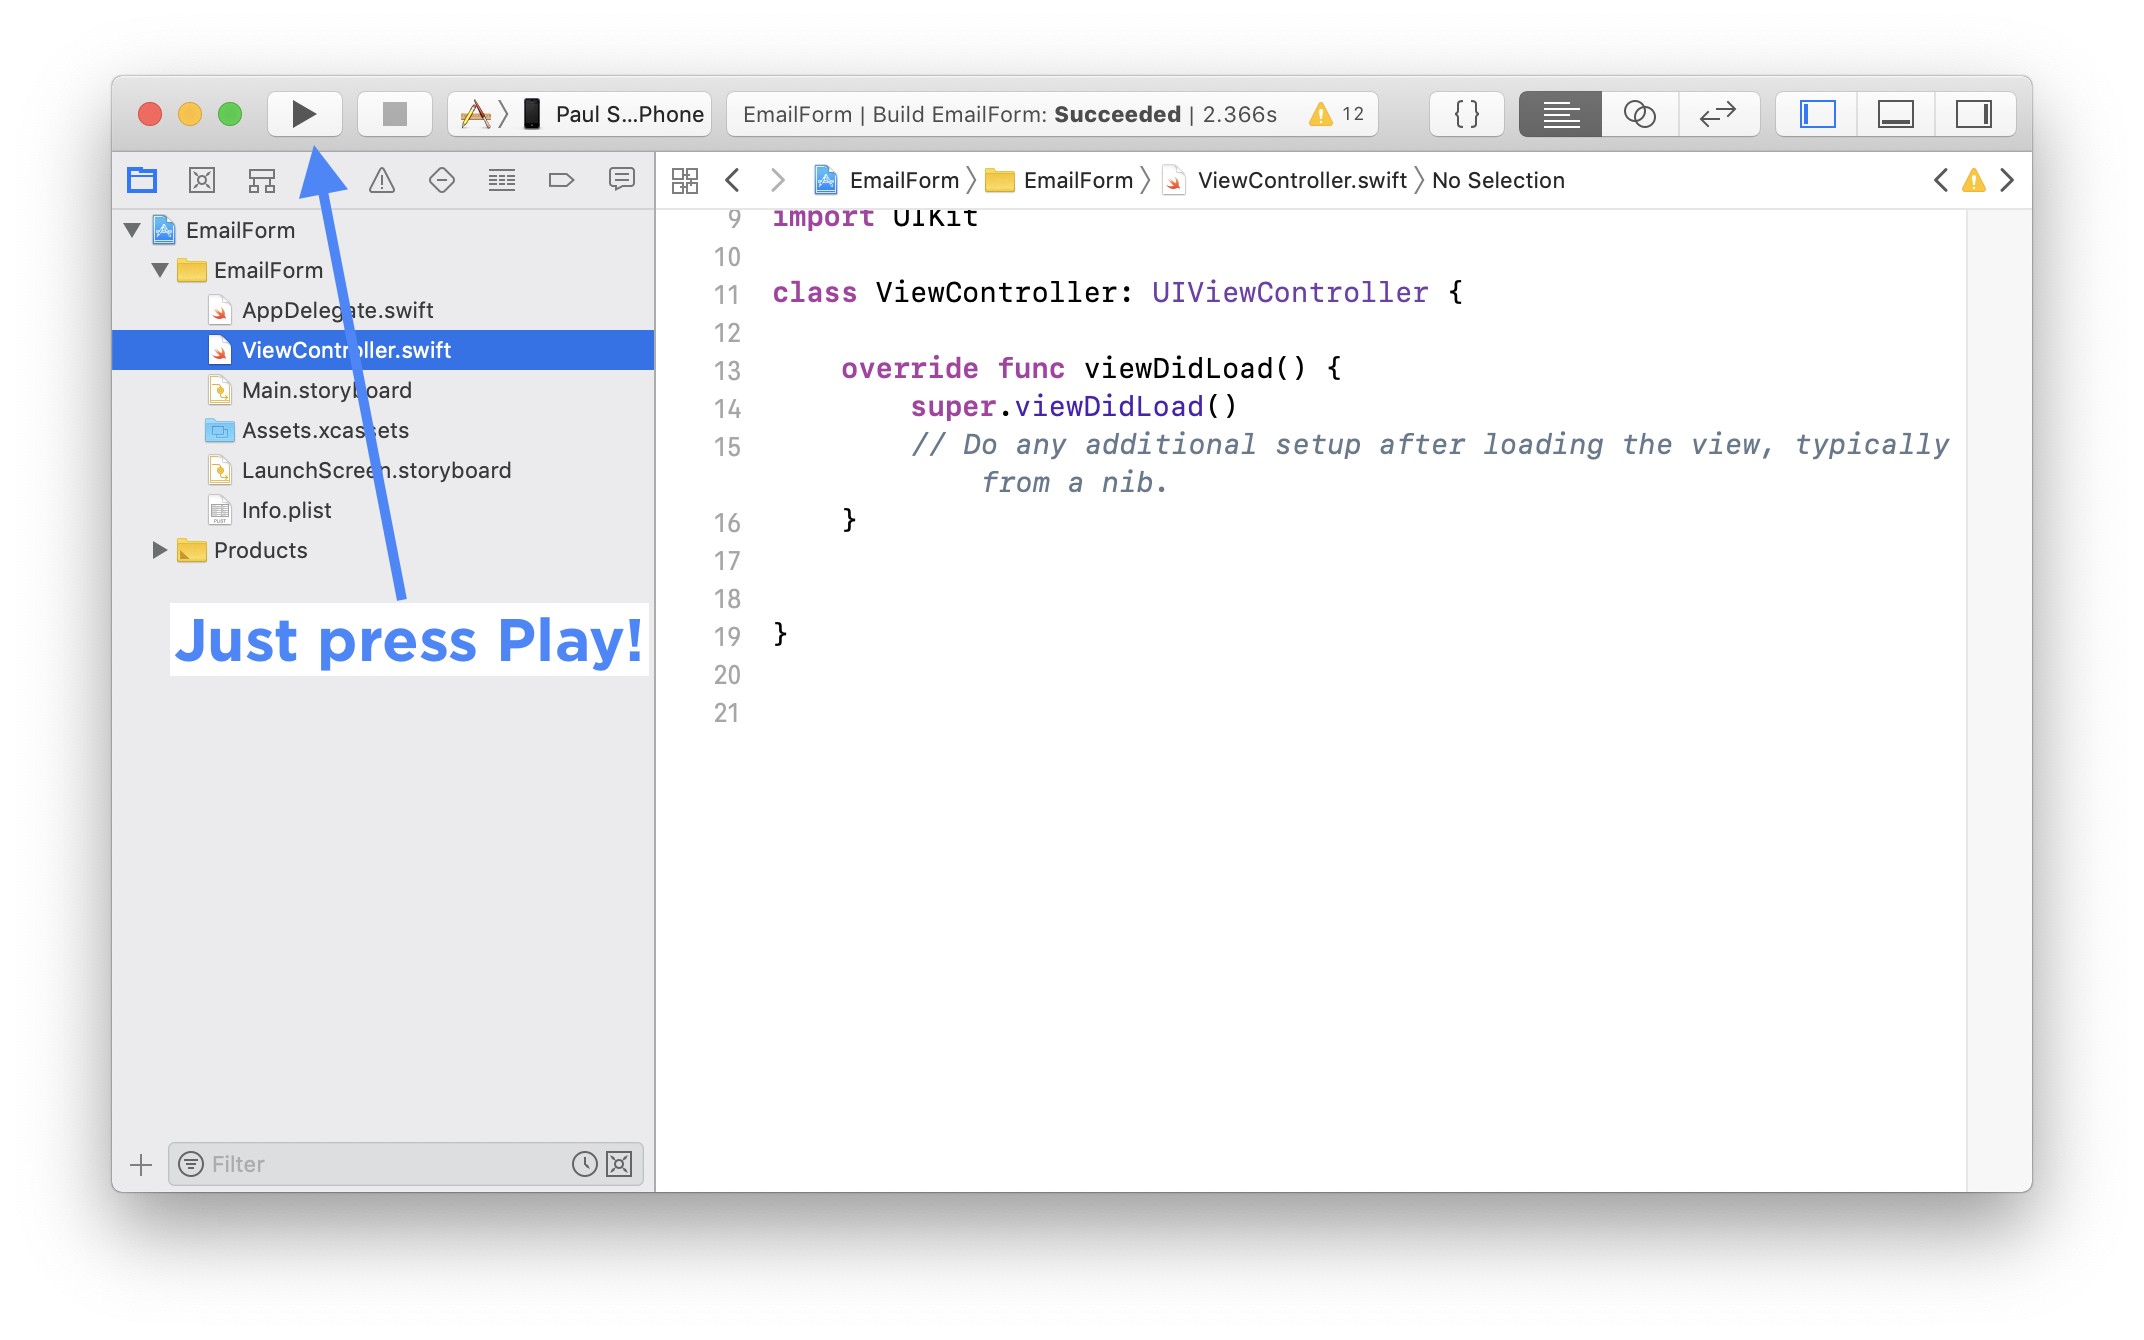 Paul S...Phone
EmailForm | Build EmailForm: Succeeded | 2.366s 12
{}
EmailForm EmailForm ViewController.swift No Selection
EmailForm
EmailForm
AppDelegate.swift
ViewController.swift
Main.storyboard
Assets.xcassets
LaunchScreen.storyboard
Info.plist
Products
Just press Play!
Filter
9 import UIKit
10
11 class ViewController: UIViewController {
12
13 override func viewDidLoad() {
14 super.viewDidLoad()
15 // Do any additional setup after loading the view, typically
from a nib.
16 }
17
18
19 }
20
21